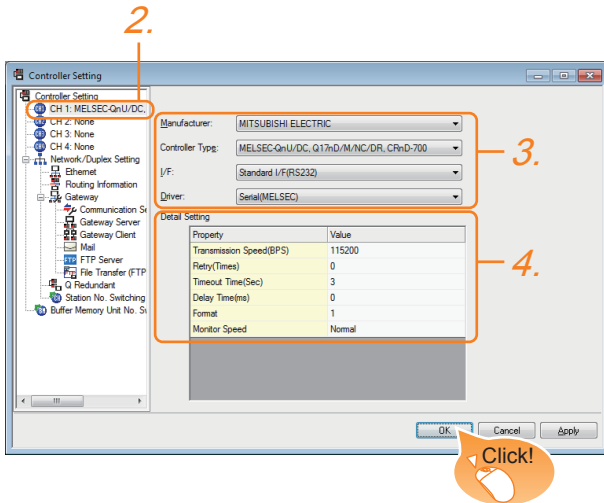 2.
Controller Setting
Controller Setting
CH 1: MELSEC-QnU/DC,
CH 2: None
CH 3: None
CH 4: None
Network/Duplex Setting
Ethernet
Routing Information
Gateway
Communication Se
Gateway Server
Gateway Client
Mail
FTP Server
File Transfer (FTP
Q Redundant
Station No. Switching
Buffer Memory Unit No. Sv
Manufacturer: MITSUBISHI ELECTRIC
Controller Type: MELSEC-QnU/DC, Q17nD/M/NC/DR, CRnD-700
I/F: Standard I/F(RS232)
Driver: Serial(MELSEC)
3.
Detail Setting
Property Value
Transmission Speed(BPS) 115200
Retry(Times) 0
Timeout Time(Sec) 3
Delay Time(ms) 0
Format 1
Monitor Speed Normal
4.
OK Cancel Apply
Click!